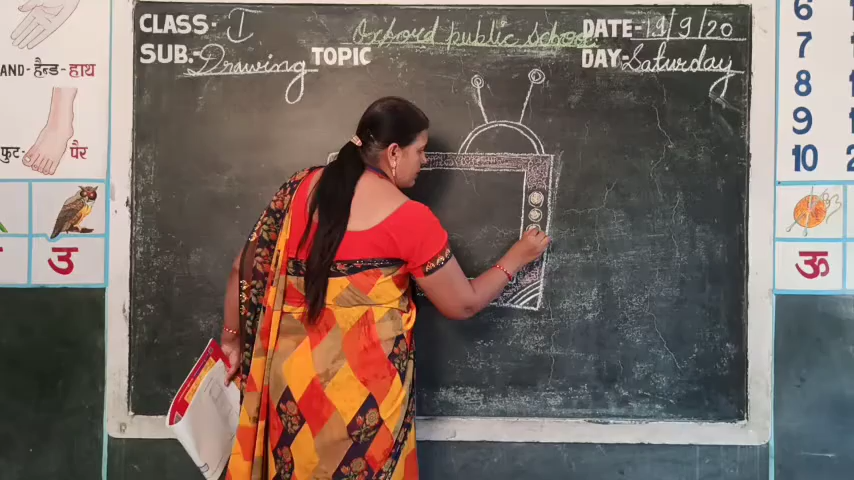 CLASS- I Oxford public School DATE-19/9/20
SUB. Drawing TOPIC DAY-Saturday
AND-हैन्ड-हाथ
फुट- पैर
उ
6
7
8
9
10
ऊ